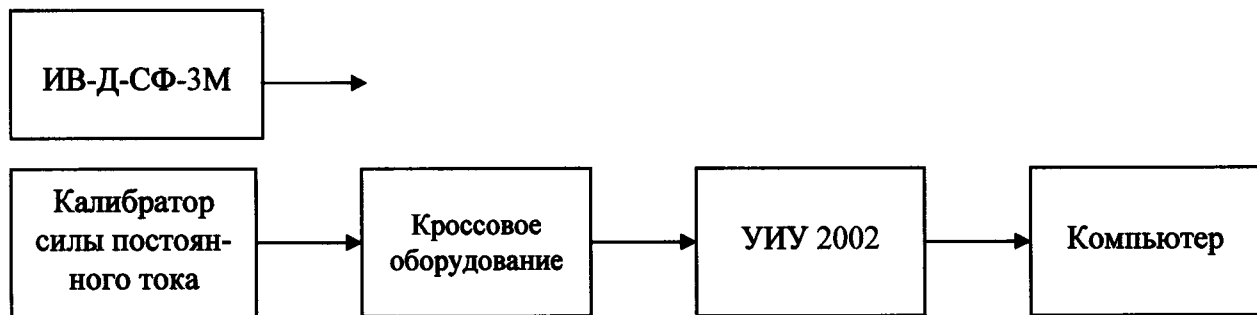 ИВ-Д-СФ-3М
Калибратор
силы постоян-
ного тока
Кроссовое
оборудование
УИУ 2002
Компьютер